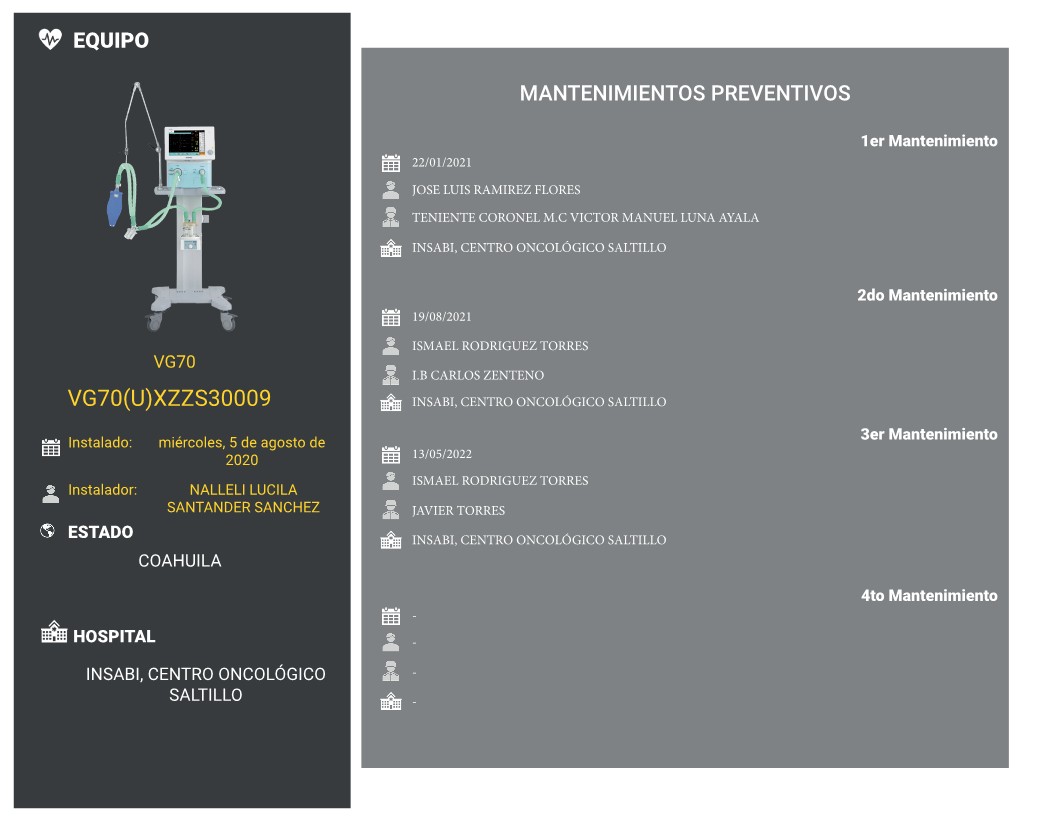 EQUIPO
VG70
VG70(U)XZZS30009
Instalado: miércoles, 5 de agosto de
2020
Instalador: NALLELI LUCILA
SANTANDER SANCHEZ
ESTADO
COAHUILA
HOSPITAL
INSABI, CENTRO ONCOLÓGICO
SALTILLO
MANTENIMIENTOS PREVENTIVOS
1er Mantenimiento
22/01/2021
JOSE LUIS RAMIREZ FLORES
TENIENTE CORONEL M.C VICTOR MANUEL LUNA AYALA
INSABI, CENTRO ONCOLÓGICO SALTILLO
2do Mantenimiento
19/08/2021
ISMAEL RODRIGUEZ TORRES
I.B CARLOS ZENTENO
INSABI, CENTRO ONCOLÓGICO SALTILLO
3er Mantenimiento
13/05/2022
ISMAEL RODRIGUEZ TORRES
JAVIER TORRES
INSABI, CENTRO ONCOLÓGICO SALTILLO
4to Mantenimiento
-
-
-
-